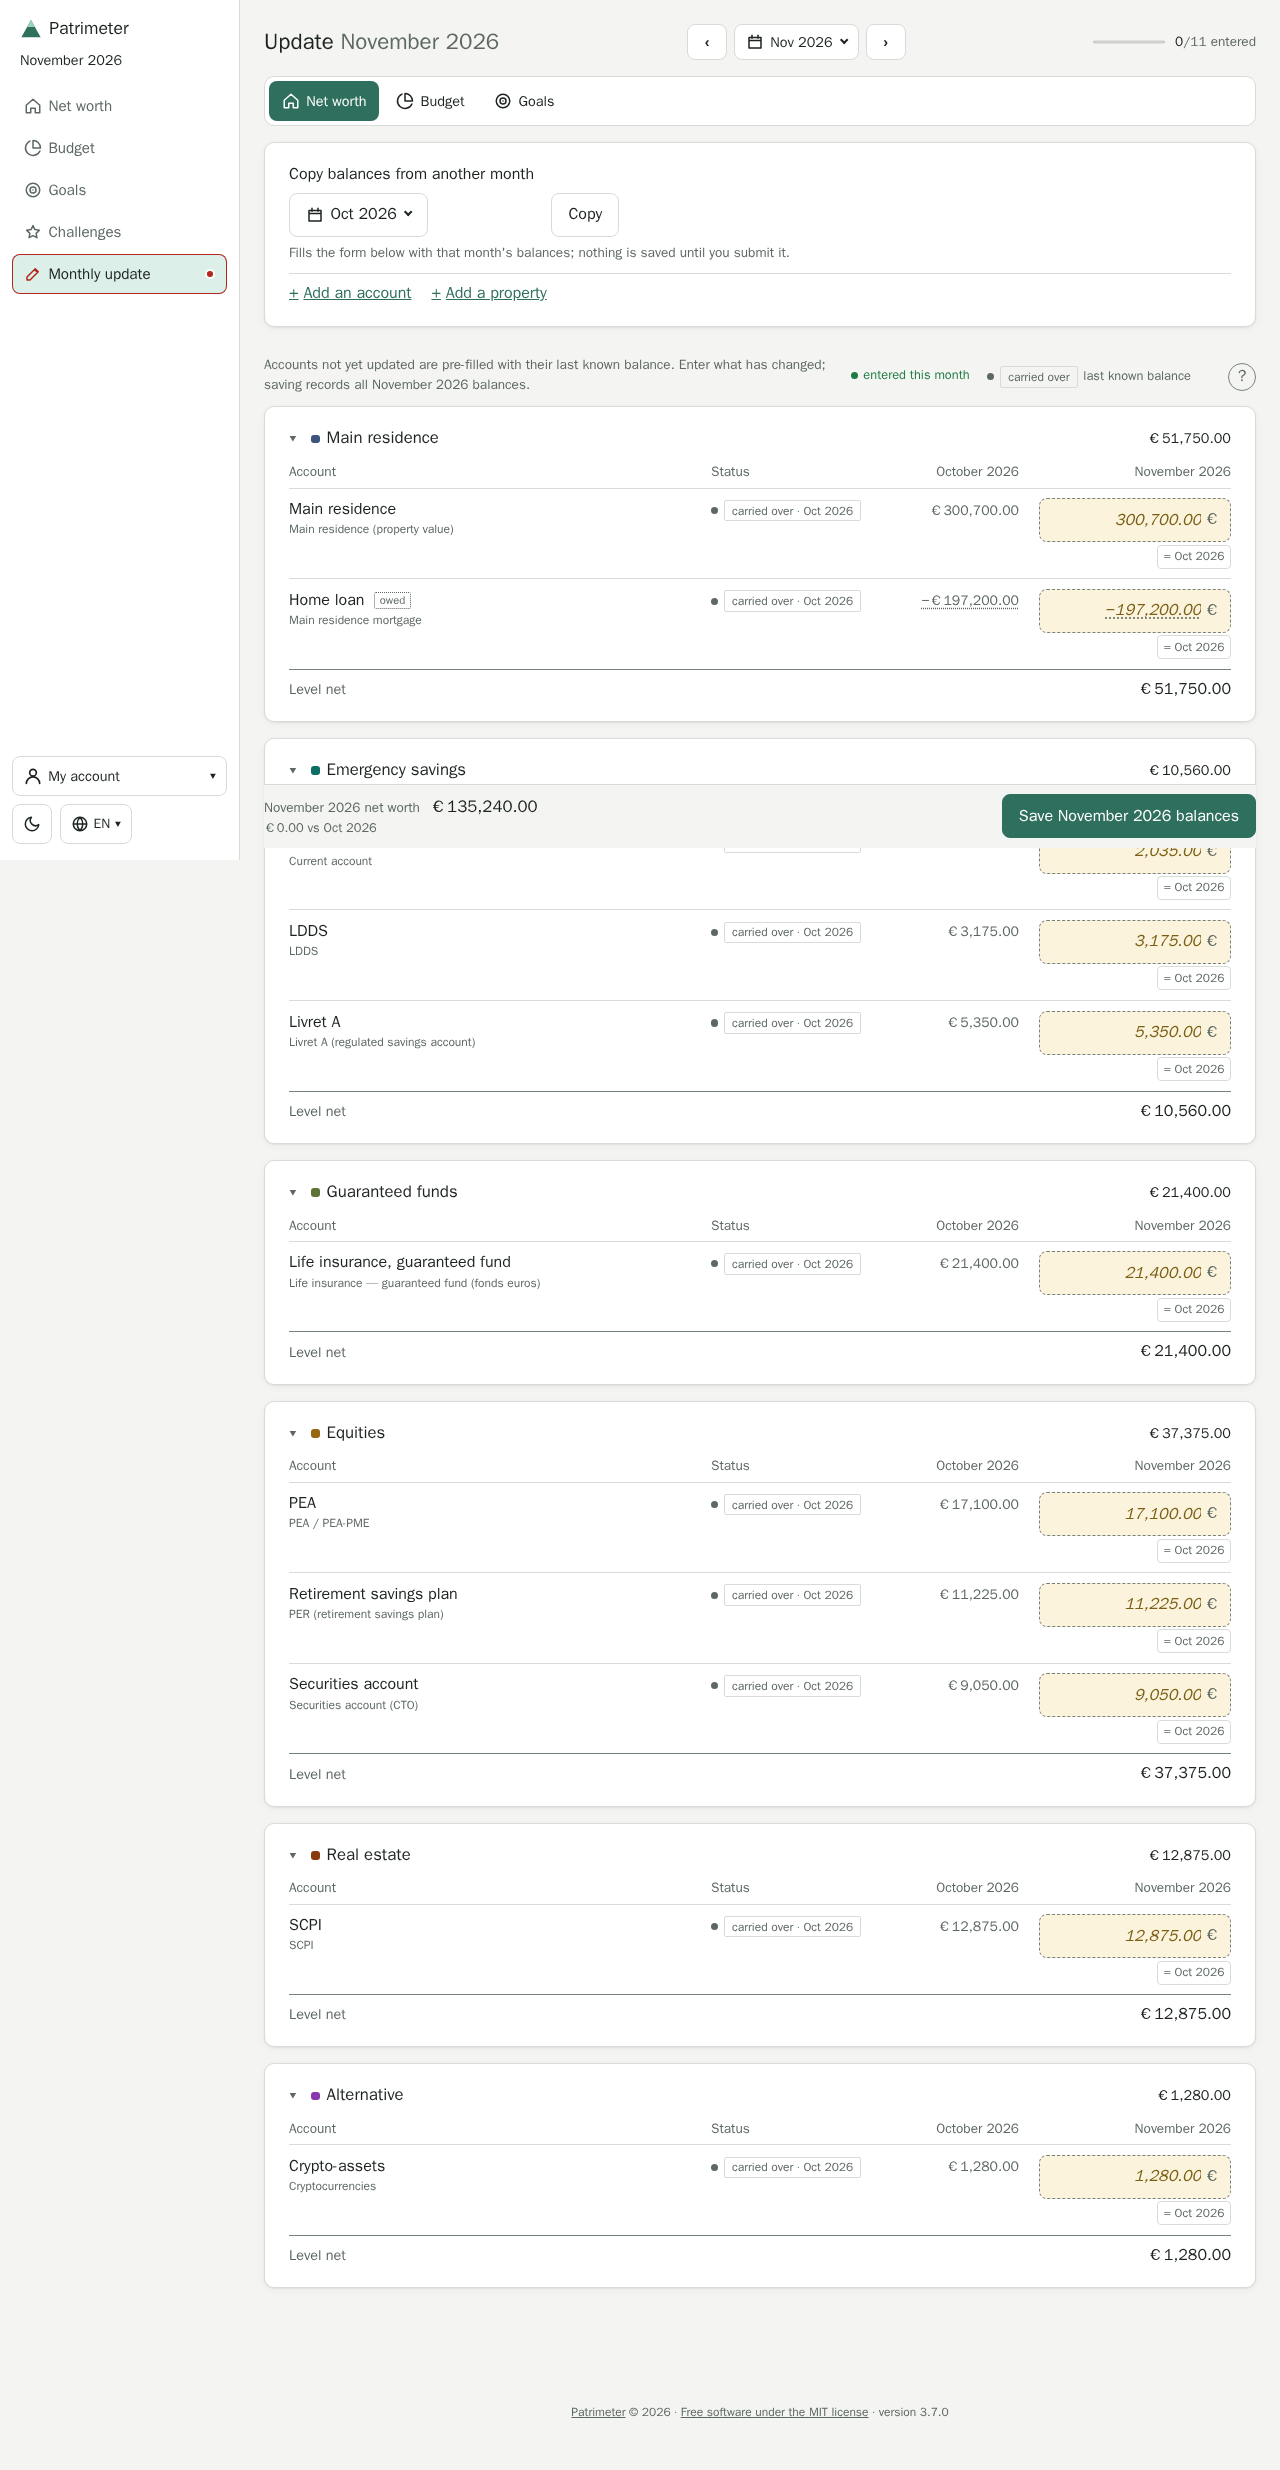 Patrimeter
November 2026
Net worth
Budget
Goals
Challenges
Monthly update
My account
EN
Update November 2026
‹ Nov 2026 ›
0/11 entered
Net worth Budget Goals
Copy balances from another month
Oct 2026 Copy
Fills the form below with that month's balances; nothing is saved until you submit it.
+ Add an account + Add a property
Accounts not yet updated are pre-filled with their last known balance. Enter what has changed;
saving records all November 2026 balances.
entered this month carried over last known balance ?
Main residence € 51,750.00
Account Status October 2026 November 2026
Main residence carried over · Oct 2026 € 300,700.00 300,700.00 €
Main residence (property value)
= Oct 2026
Home loan owed carried over · Oct 2026 −€ 197,200.00 −197,200.00 €
Main residence mortgage
= Oct 2026
Level net € 51,750.00
Emergency savings € 10,560.00
November 2026 net worth € 135,240.00
€ 0.00 vs Oct 2026
Save November 2026 balances
2,035.00 €
Current account
= Oct 2026
LDDS carried over · Oct 2026 € 3,175.00 3,175.00 €
LDDS
= Oct 2026
Livret A carried over · Oct 2026 € 5,350.00 5,350.00 €
Livret A (regulated savings account)
= Oct 2026
Level net € 10,560.00
Guaranteed funds € 21,400.00
Account Status October 2026 November 2026
Life insurance, guaranteed fund carried over · Oct 2026 € 21,400.00 21,400.00 €
Life insurance — guaranteed fund (fonds euros)
= Oct 2026
Level net € 21,400.00
Equities € 37,375.00
Account Status October 2026 November 2026
PEA carried over · Oct 2026 € 17,100.00 17,100.00 €
PEA / PEA-PME
= Oct 2026
Retirement savings plan carried over · Oct 2026 € 11,225.00 11,225.00 €
PER (retirement savings plan)
= Oct 2026
Securities account carried over · Oct 2026 € 9,050.00 9,050.00 €
Securities account (CTO)
= Oct 2026
Level net € 37,375.00
Real estate € 12,875.00
Account Status October 2026 November 2026
SCPI carried over · Oct 2026 € 12,875.00 12,875.00 €
SCPI
= Oct 2026
Level net € 12,875.00
Alternative € 1,280.00
Account Status October 2026 November 2026
Crypto-assets carried over · Oct 2026 € 1,280.00 1,280.00 €
Cryptocurrencies
= Oct 2026
Level net € 1,280.00
Patrimeter © 2026 · Free software under the MIT license · version 3.7.0